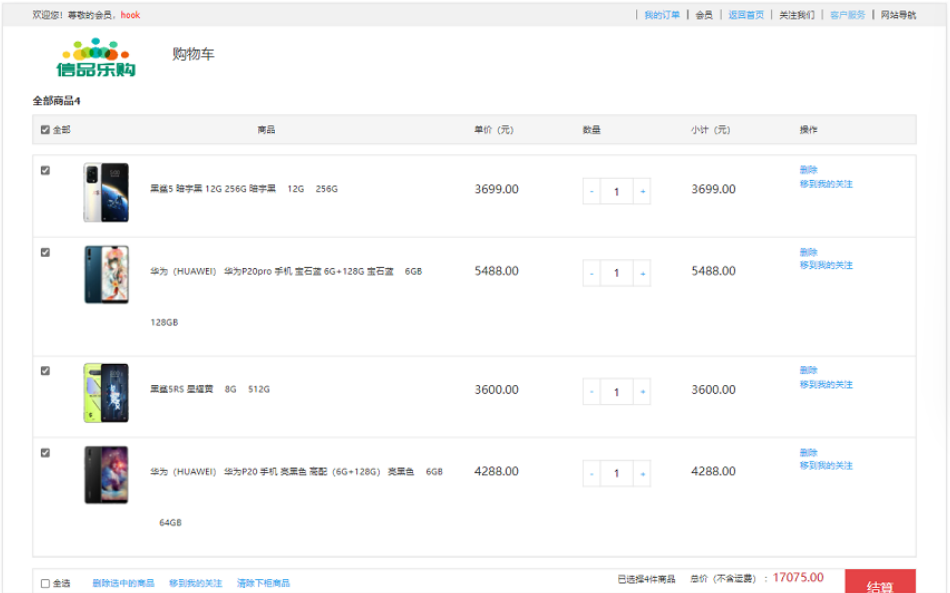 欢迎您！尊敬的会员，hook
我的订单 | 会员 | 返回首页 | 关注我们 | 客户服务 | 网站导航
信品乐购
购物车
全部商品4
全部 商品 单价（元） 数量 小计（元） 操作
黑鲨5 暗宇黑 12G 256G 暗宇黑 12G 256G 3699.00 - 1 + 3699.00 删除
移到我的关注
华为（HUAWEI） 华为P20pro 手机 宝石蓝 6G+128G 宝石蓝 6GB 5488.00 - 1 + 5488.00 删除
移到我的关注
128GB
黑鲨5RS 星耀黄 8G 512G 3600.00 - 1 + 3600.00 删除
移到我的关注
华为（HUAWEI） 华为P20 手机 亮黑色 高配（6G+128G） 亮黑色 6GB 4288.00 - 1 + 4288.00 删除
移到我的关注
64GB
全选 删除选中的商品 移到我的关注 清除下柜商品 已选择4件商品 总价（不含运费）：17075.00 结算